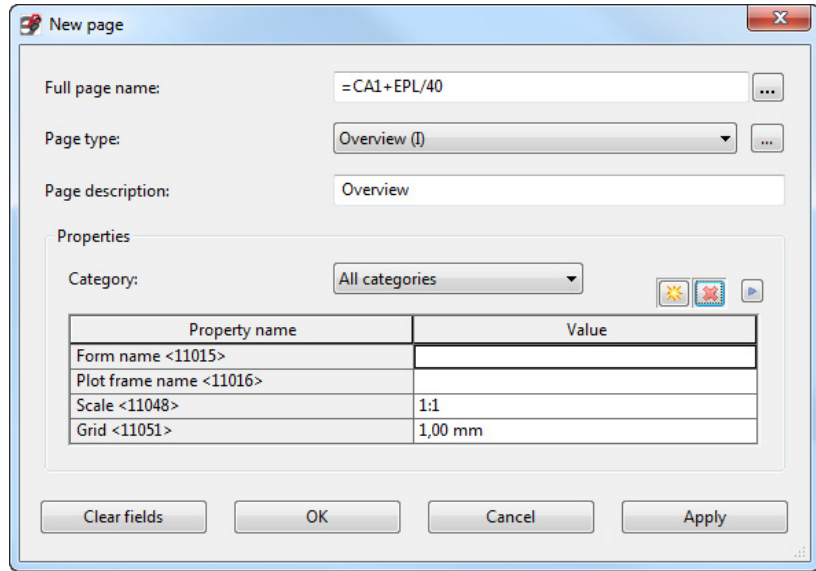 New page
Full page name: =CA1+EPL/40 ...
Page type: Overview (I) ...
Page description: Overview
Properties
Category: All categories
Property name Value
Form name <11015>
Plot frame name <11016>
Scale <11048> 1:1
Grid <11051> 1,00 mm
Clear fields OK Cancel Apply